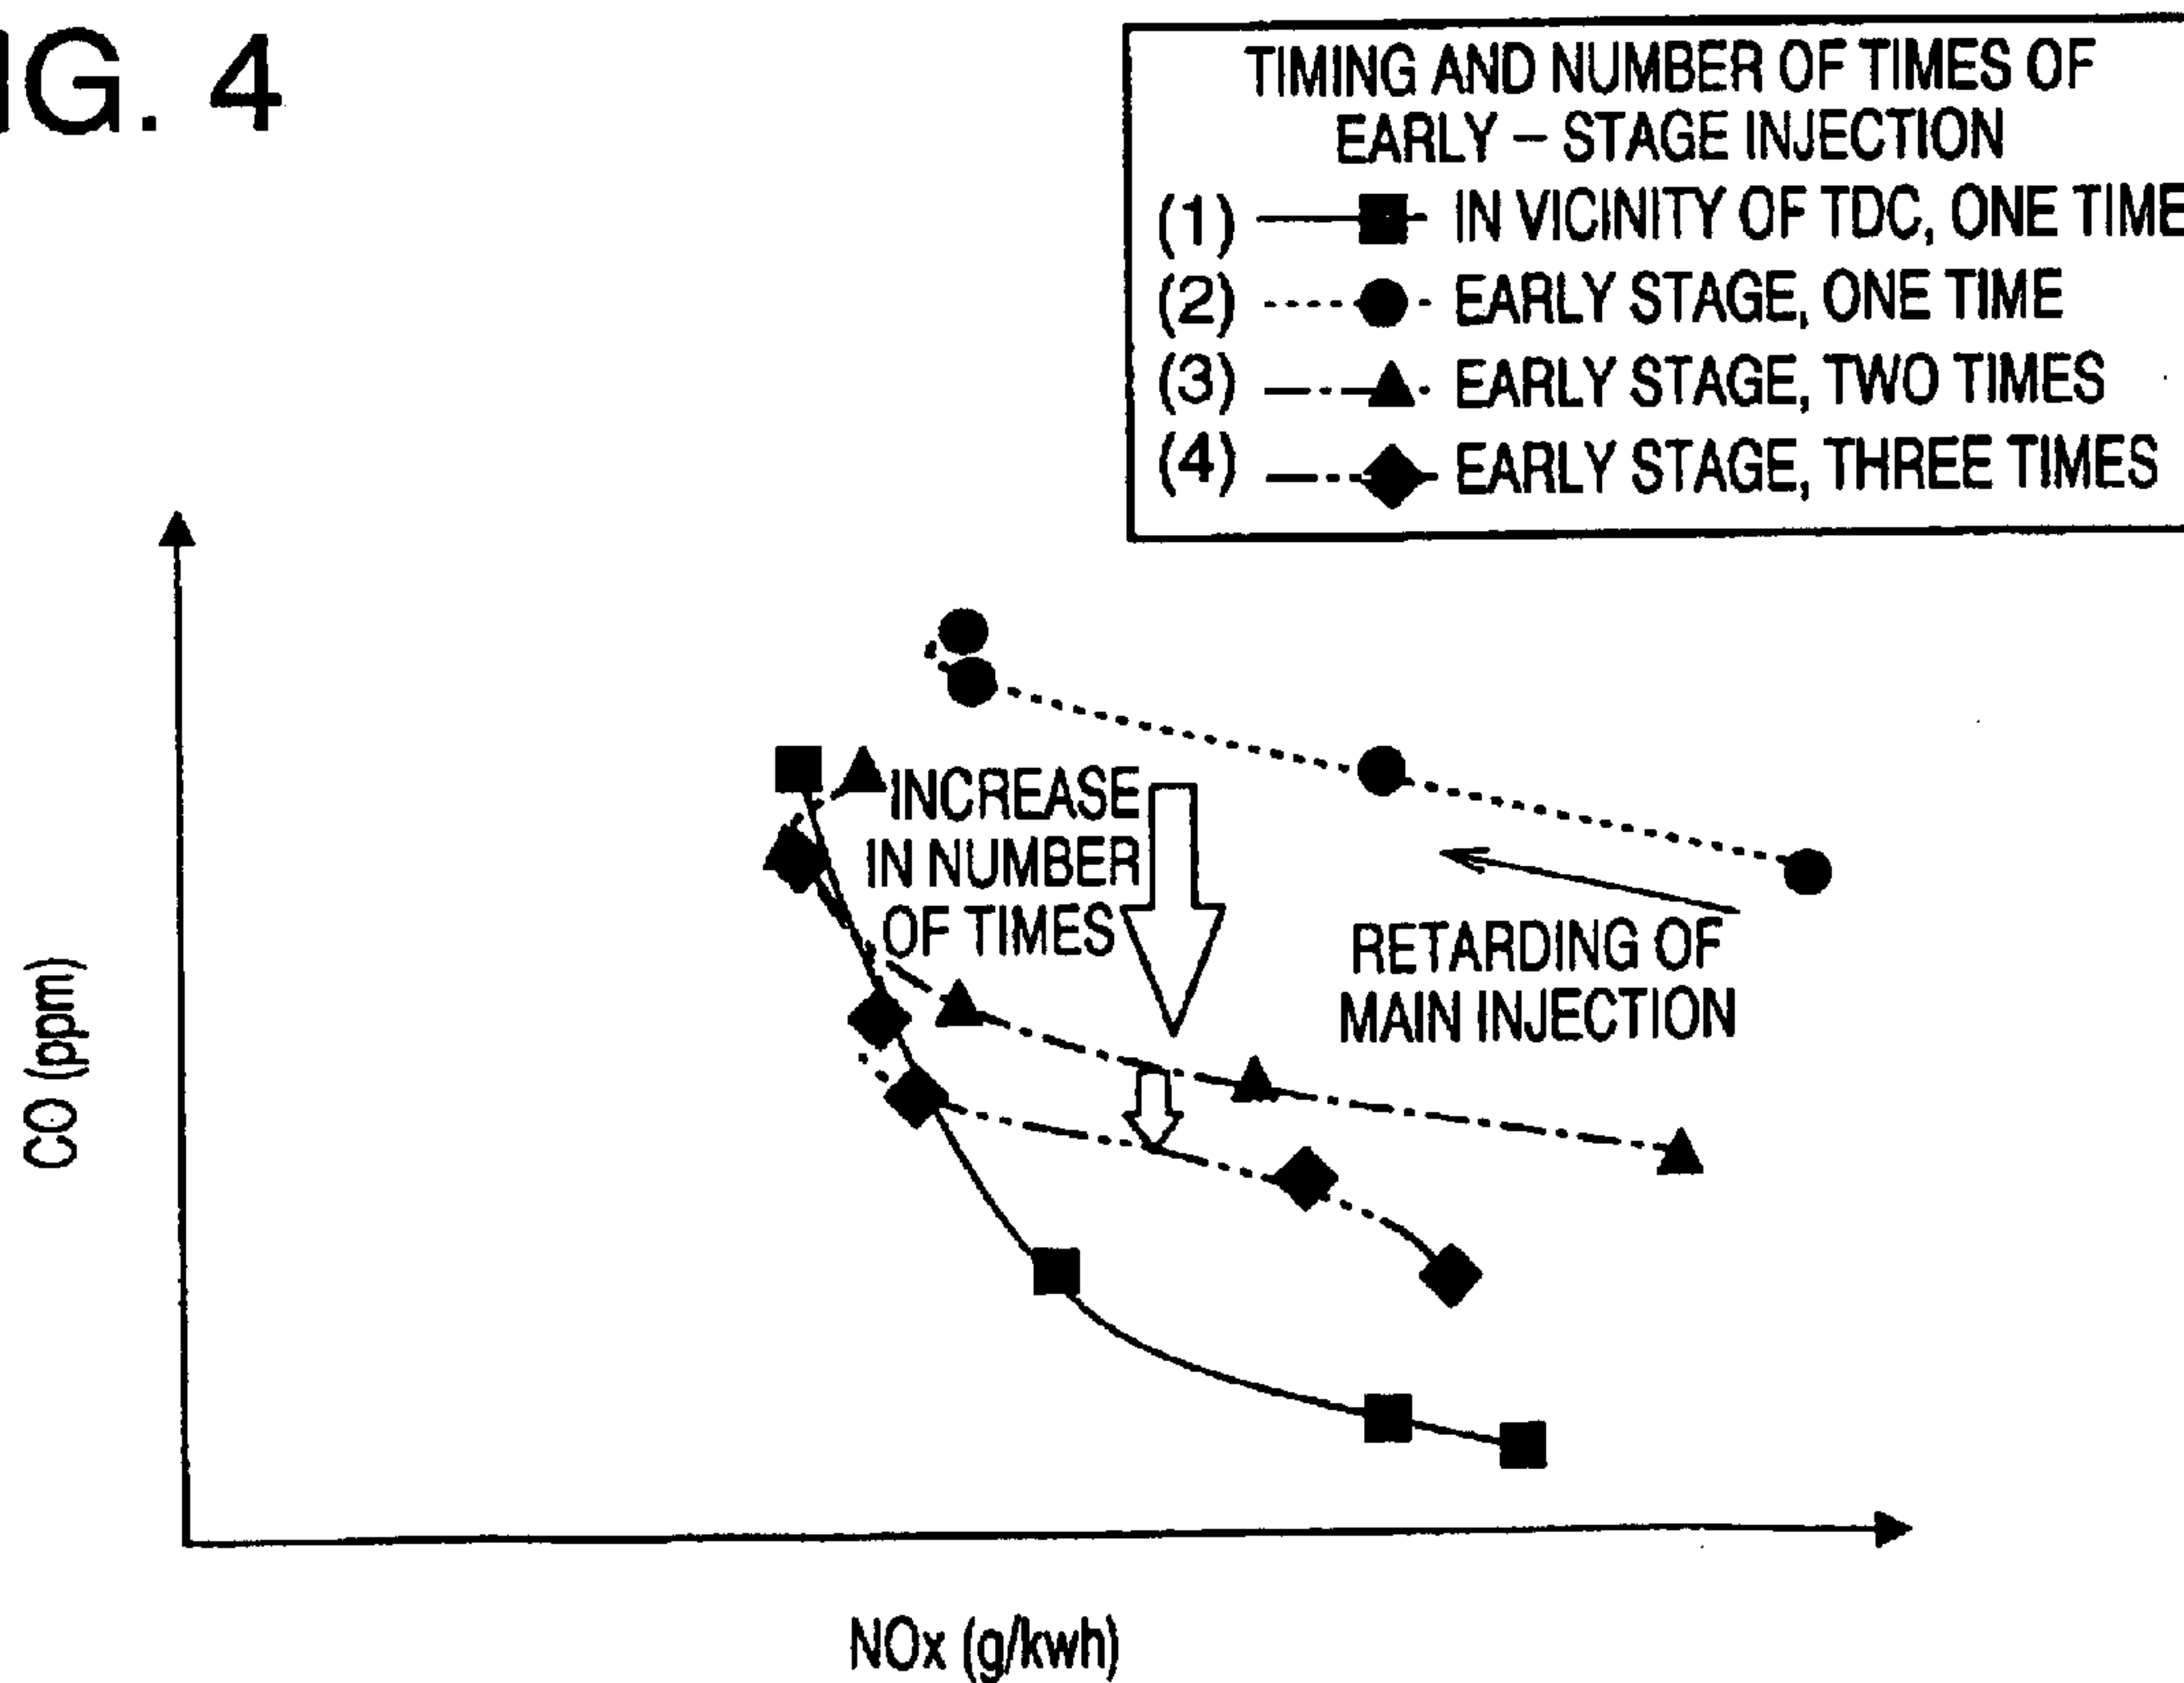 IG. 4
TIMING AND NUMBER OF TIMES OF
EARLY – STAGE INJECTION
(1) IN VICINITY OF TDC, ONE TIME
(2) EARLY STAGE, ONE TIME
(3) EARLY STAGE, TWO TIMES
(4) EARLY STAGE, THREE TIMES
INCREASE
IN NUMBER
OF TIMES
RETARDING OF
MAIN INJECTION
CO (ppm)
NOx (g/kwh)